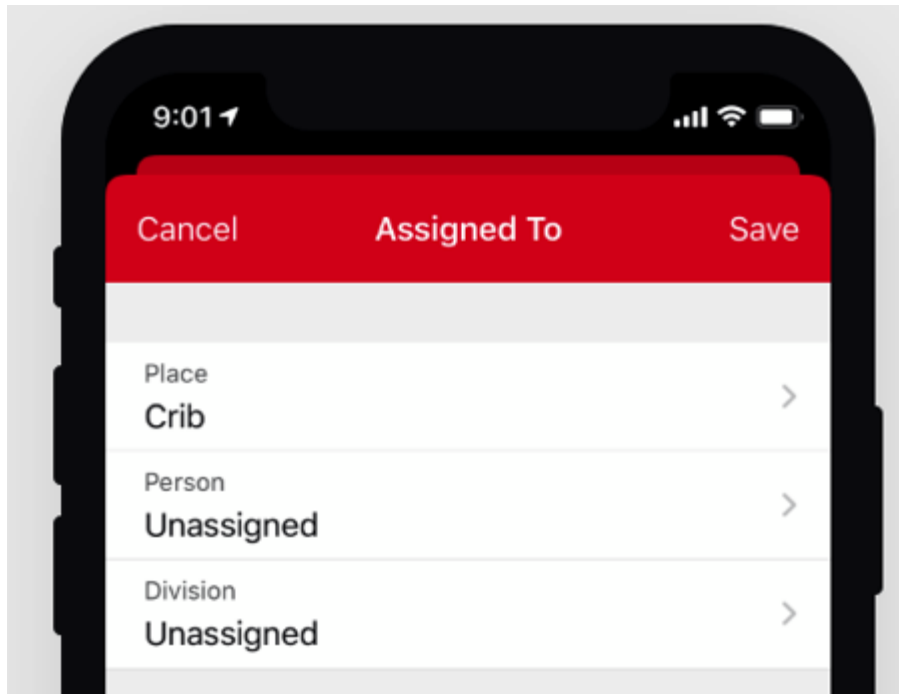 9:01
Cancel Assigned To Save
Place
Crib
Person
Unassigned
Division
Unassigned